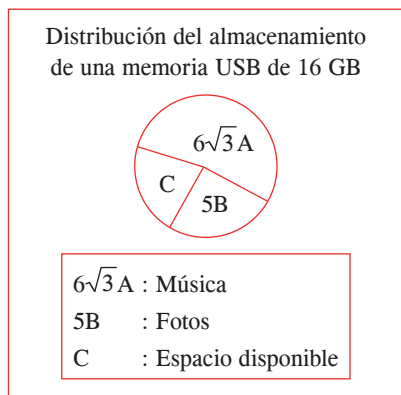 Distribución del almacenamiento
de una memoria USB de 16 GB
6√3A
C
5B
6√3A : Música
5B : Fotos
C : Espacio disponible